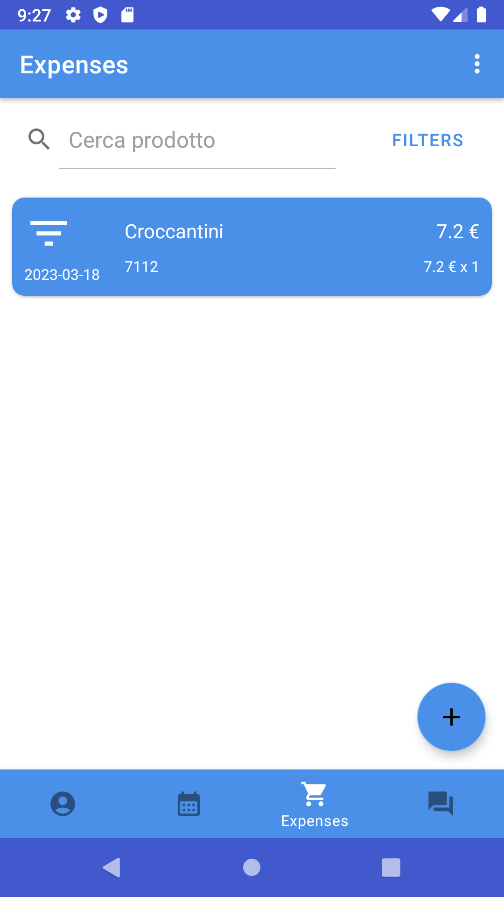 9:27
Expenses
Cerca prodotto
FILTERS
Croccantini
7.2 €
2023-03-18
7112
7.2 € x 1
+
Expenses